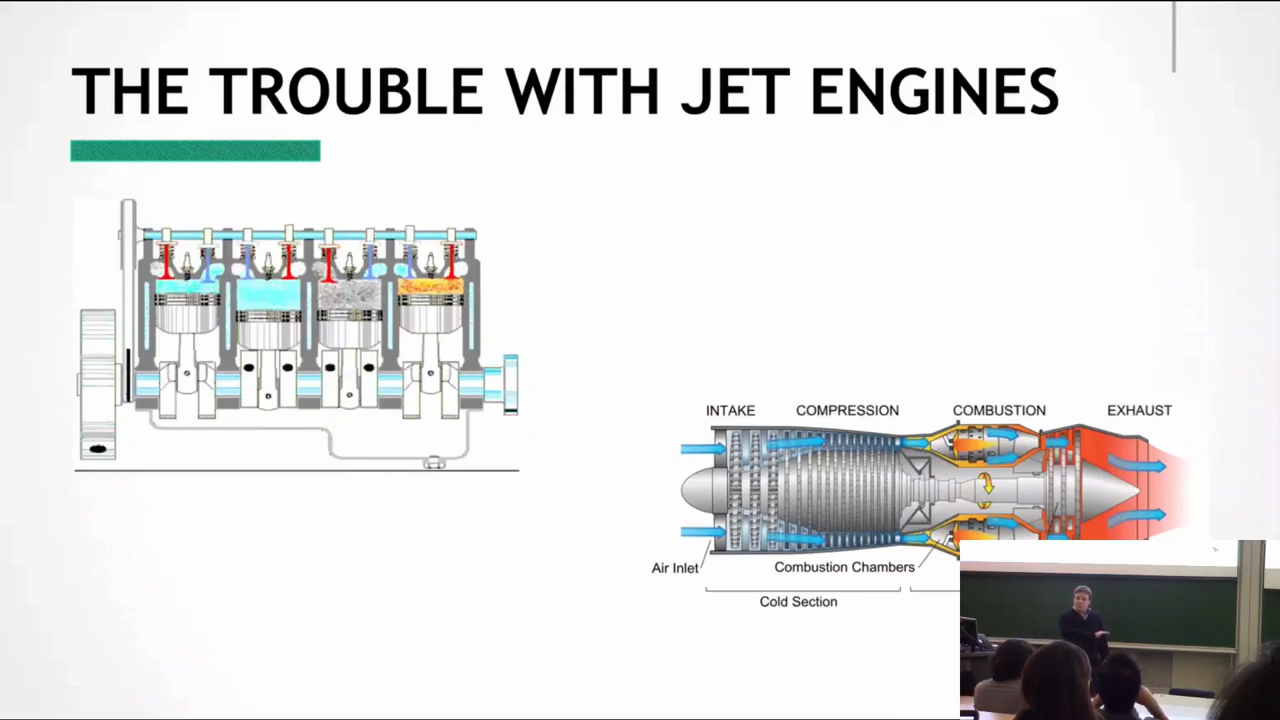 THE TROUBLE WITH JET ENGINES
INTAKE COMPRESSION COMBUSTION EXHAUST
Air Inlet Combustion Chambers
Cold Section